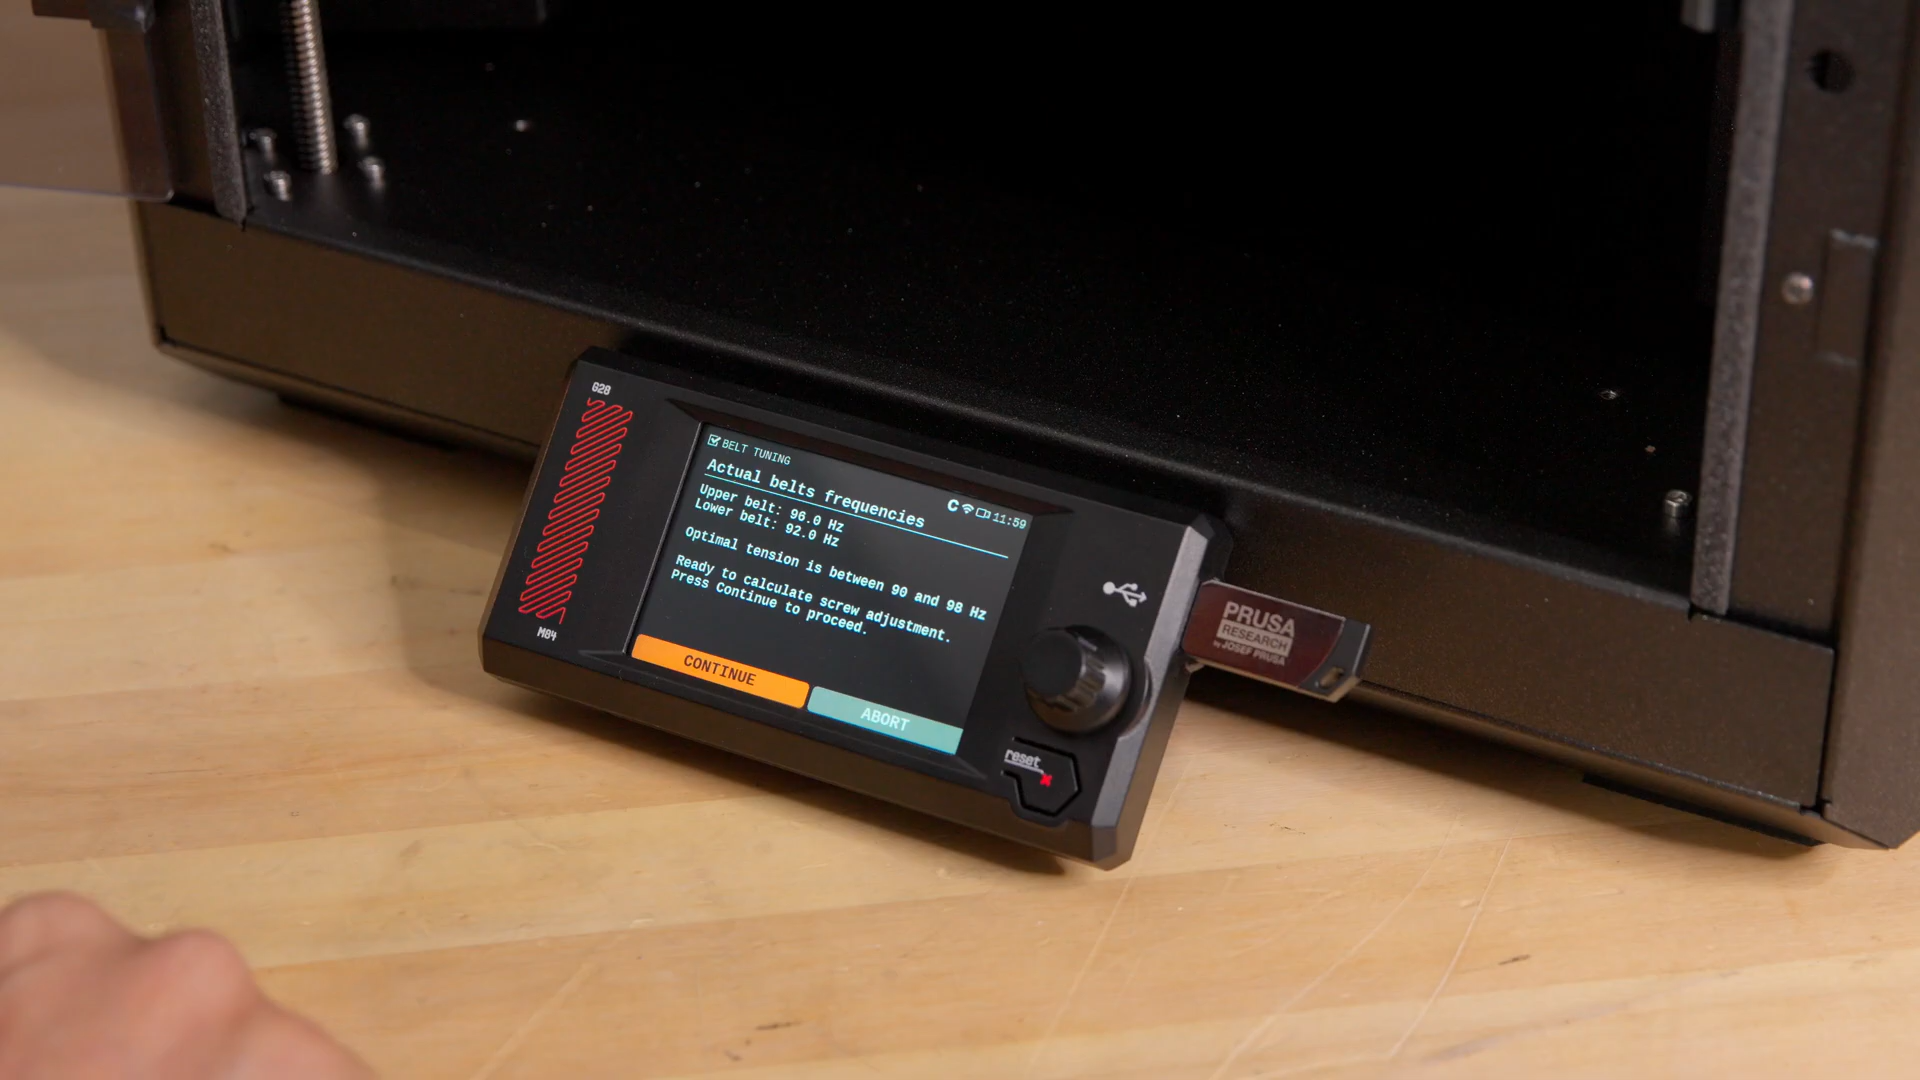 G28
BELT TUNING
C 11:59
Actual belts frequencies
Upper belt: 96.0 Hz
Lower belt: 92.0 Hz
Optimal tension is between 90 and 98 Hz
Ready to calculate screw adjustment.
Press Continue to proceed.
CONTINUE
ABORT
M84
reset
PRUSA
RESEARCH
by JOSEF PRUSA